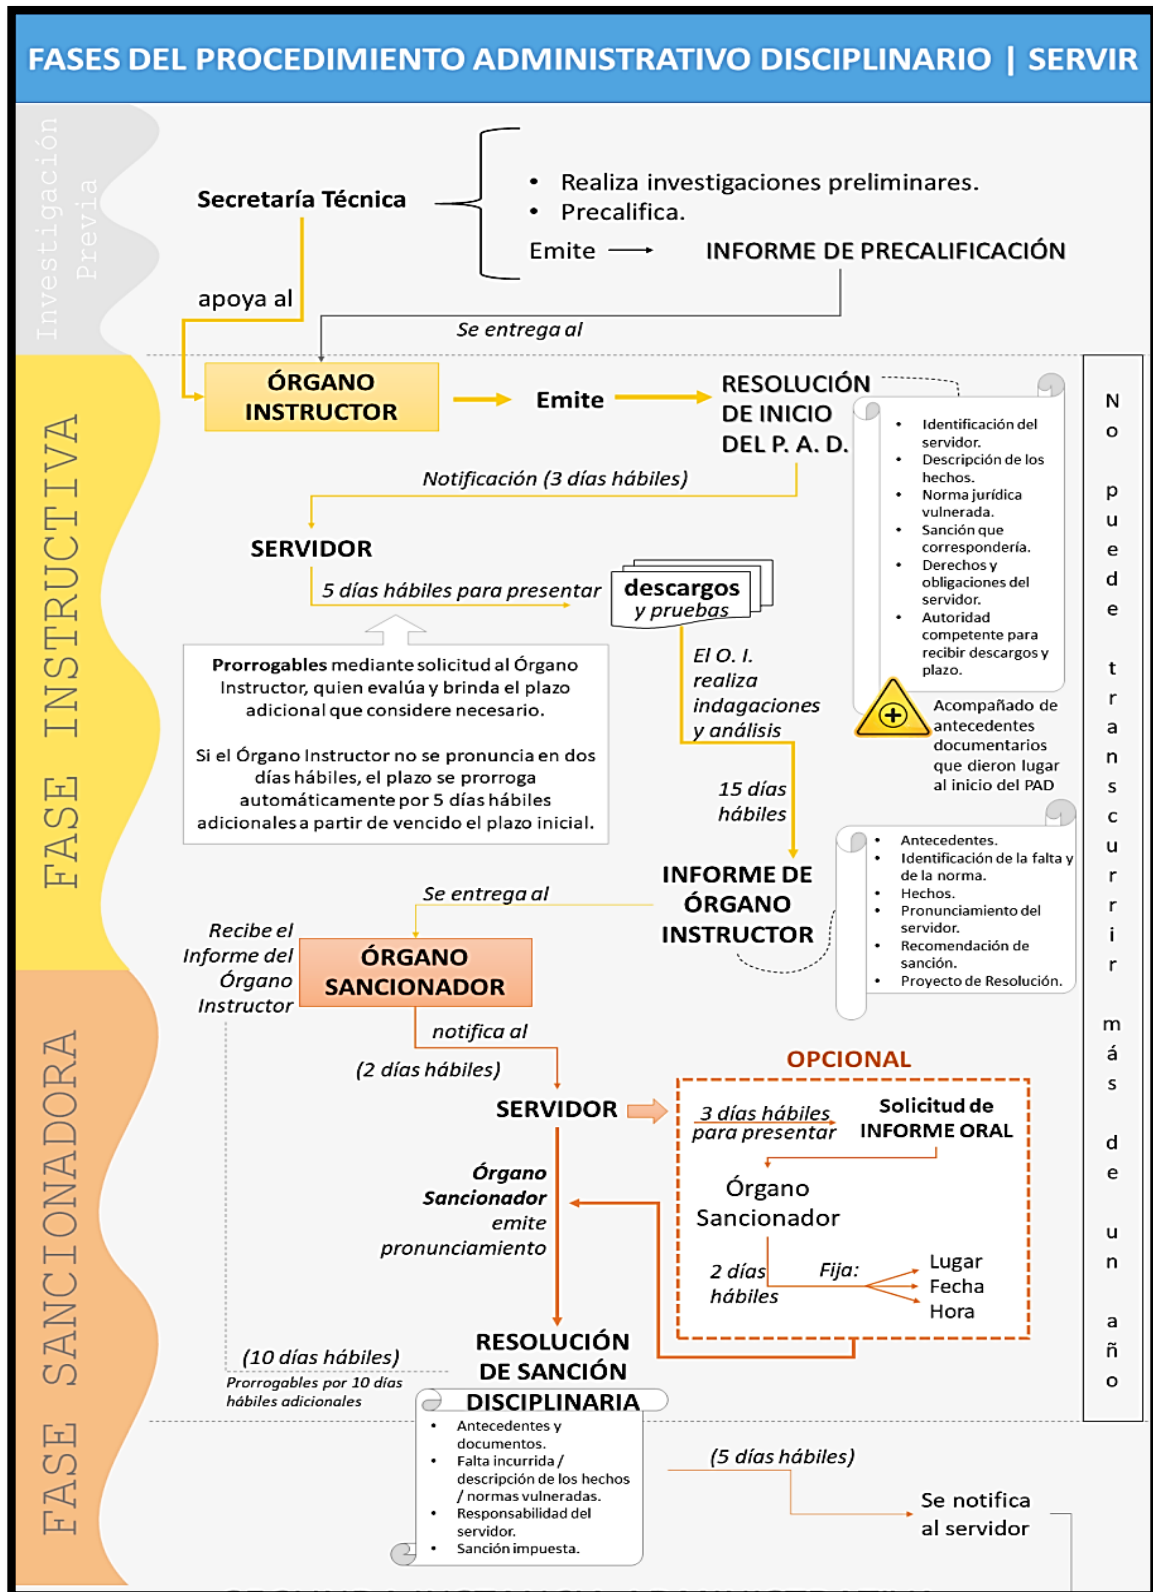 FASES DEL PROCEDIMIENTO ADMINISTRATIVO DISCIPLINARIO | SERVIR
Investigación
Previa
Secretaría Técnica
• Realiza investigaciones preliminares.
• Precalifica.
Emite
INFORME DE PRECALIFICACIÓN
apoya al
Se entrega al
FASE INSTRUCTIVA
ÓRGANO
INSTRUCTOR
Emite
RESOLUCIÓN
DE INICIO
DEL P. A. D.
• Identificación del
servidor.
• Descripción de los
hechos.
• Norma jurídica
vulnerada.
• Sanción que
correspondería.
• Derechos y
obligaciones del
servidor.
• Autoridad
competente para
recibir descargos y
plazo.
Acompañado de
antecedentes
documentarios
que dieron lugar
al inicio del PAD
No puede transcurrir más de un año
Notificación (3 días hábiles)
SERVIDOR
5 días hábiles para presentar
descargos
y pruebas
Prorrogables mediante solicitud al Órgano
Instructor, quien evalúa y brinda el plazo
adicional que considere necesario.
Si el Órgano Instructor no se pronuncia en dos
días hábiles, el plazo se prorroga
automáticamente por 5 días hábiles
adicionales a partir de vencido el plazo inicial.
El O. I.
realiza
indagaciones
y análisis
15 días
hábiles
INFORME DE
ÓRGANO
INSTRUCTOR
• Antecedentes.
• Identificación de la falta y
de la norma.
• Hechos.
• Pronunciamiento del
servidor.
• Recomendación de
sanción.
• Proyecto de Resolución.
Se entrega al
Recibe el
Informe del
Órgano
Instructor
FASE SANCIONADORA
ÓRGANO
SANCIONADOR
notifica al
(2 días hábiles)
SERVIDOR
OPCIONAL
3 días hábiles
para presentar
Solicitud de
INFORME ORAL
Órgano
Sancionador
2 días
hábiles
Fija:
Lugar
Fecha
Hora
Órgano
Sancionador
emite
pronunciamiento
(10 días hábiles)
Prorrogables por 10 días
hábiles adicionales
RESOLUCIÓN
DE SANCIÓN
DISCIPLINARIA
• Antecedentes y
documentos.
• Falta incurrida /
descripción de los hechos
/ normas vulneradas.
• Responsabilidad del
servidor.
• Sanción impuesta.
(5 días hábiles)
Se notifica
al servidor